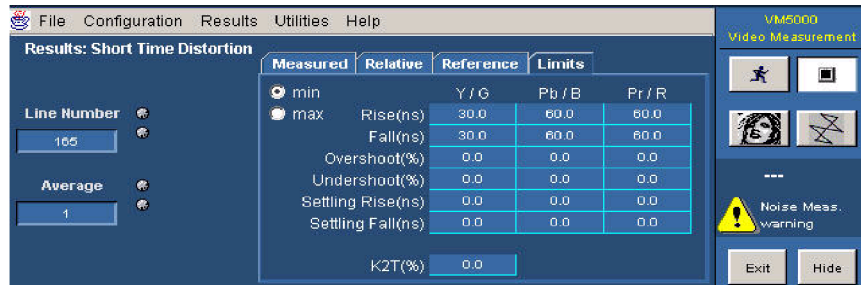 File Configuration Results Utilities Help
VM5000
Video Measurement
Results: Short Time Distortion
Measured Relative Reference Limits
min Y / G Pb / B Pr / R
Line Number
max Rise(ns) 30.0 60.0 60.0
165
Fall(ns) 30.0 60.0 60.0
Overshoot(%) 0.0 0.0 0.0
Average
Undershoot(%) 0.0 0.0 0.0
1
Settling Rise(ns) 0.0 0.0 0.0
Settling Fall(ns) 0.0 0.0 0.0
K2T(%) 0.0
---
Noise Meas.
warning
Exit Hide